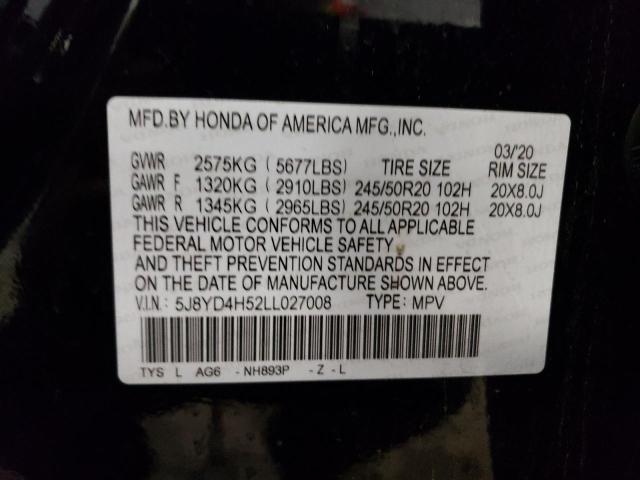 MFD.BY HONDA OF AMERICA MFG.,INC.
03/'20
GVWR 2575KG ( 5677LBS) TIRE SIZE RIM SIZE
GAWR F 1320KG ( 2910LBS) 245/50R20 102H 20X8.0J
GAWR R 1345KG ( 2965LBS) 245/50R20 102H 20X8.0J
THIS VEHICLE CONFORMS TO ALL APPLICABLE
FEDERAL MOTOR VEHICLE SAFETY
AND THEFT PREVENTION STANDARDS IN EFFECT
ON THE DATE OF MANUFACTURE SHOWN ABOVE.
V.I.N.: 5J8YD4H52LL027008 TYPE: MPV
TYS L AG6 -NH893P -Z-L